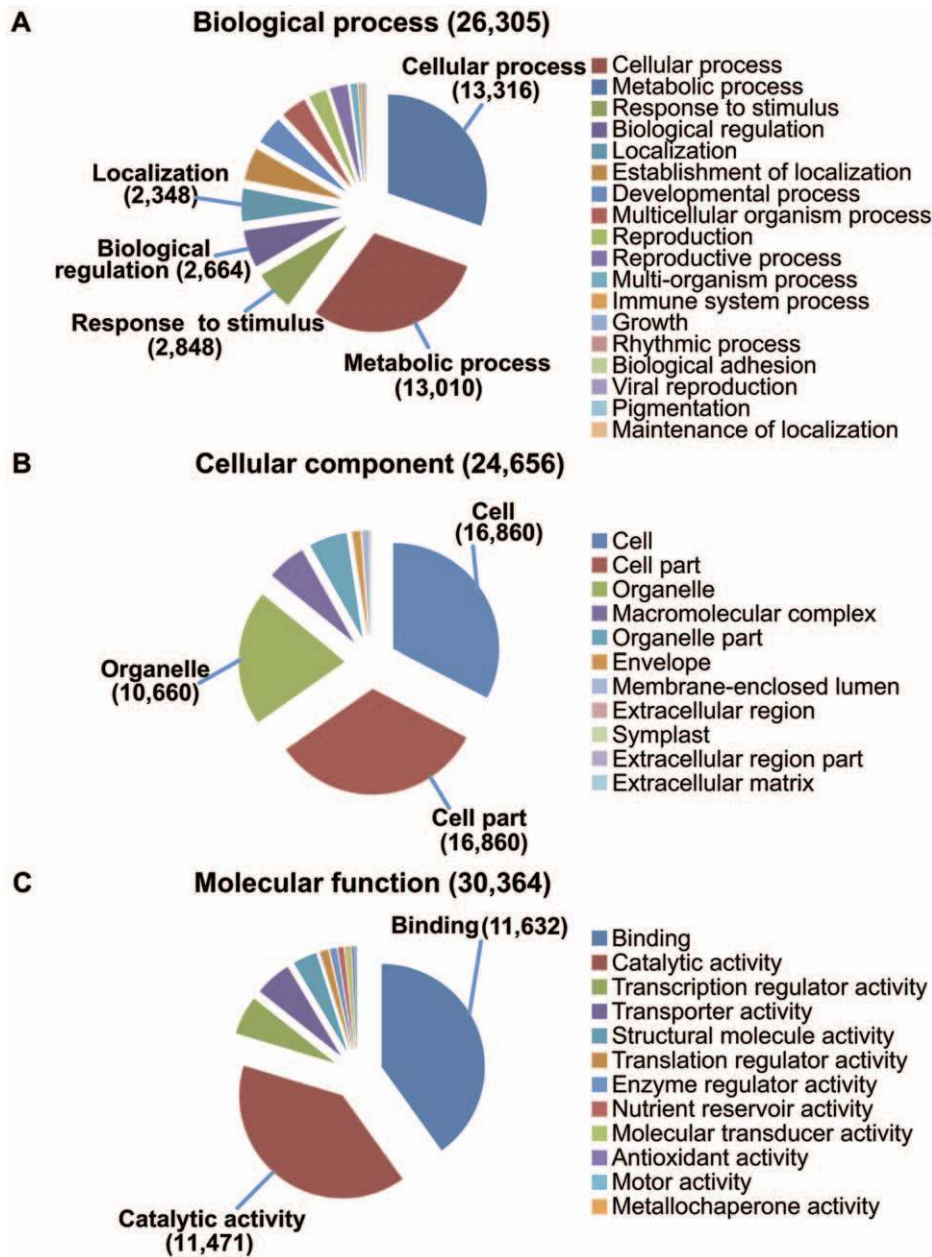 A
Biological process (26,305)
Cellular process
(13,316)
Localization
(2,348)
Biological
regulation (2,664)
Response to stimulus
(2,848)
Metabolic process
(13,010)
Cellular process
Metabolic process
Response to stimulus
Biological regulation
Localization
Establishment of localization
Developmental process
Multicellular organism process
Reproduction
Reproductive process
Multi-organism process
Immune system process
Growth
Rhythmic process
Biological adhesion
Viral reproduction
Pigmentation
Maintenance of localization
B
Cellular component (24,656)
Cell
(16,860)
Organelle
(10,660)
Cell part
(16,860)
Cell
Cell part
Organelle
Macromolecular complex
Organelle part
Envelope
Membrane-enclosed lumen
Extracellular region
Symplast
Extracellular region part
Extracellular matrix
C
Molecular function (30,364)
Binding (11,632)
Catalytic activity
(11,471)
Binding
Catalytic activity
Transcription regulator activity
Transporter activity
Structural molecule activity
Translation regulator activity
Enzyme regulator activity
Nutrient reservoir activity
Molecular transducer activity
Antioxidant activity
Motor activity
Metallochaperone activity